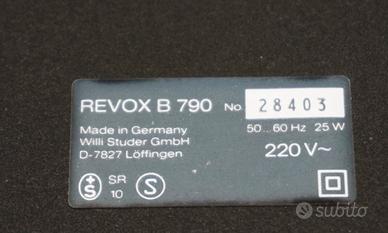 REVOX B 790 No. 28403
Made in Germany 50...60 Hz 25 W
Willi Studer GmbH
D-7827 Löffingen 220 V~
+S SR 10 S
subito